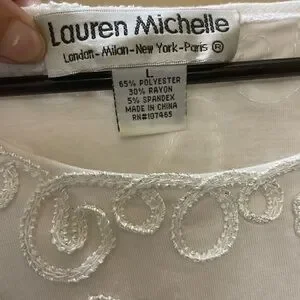 Lauren Michelle
London-Milan-New York-Paris ®
L
65% POLYESTER
30% RAYON
5% SPANDEX
MADE IN CHINA
RN#107465